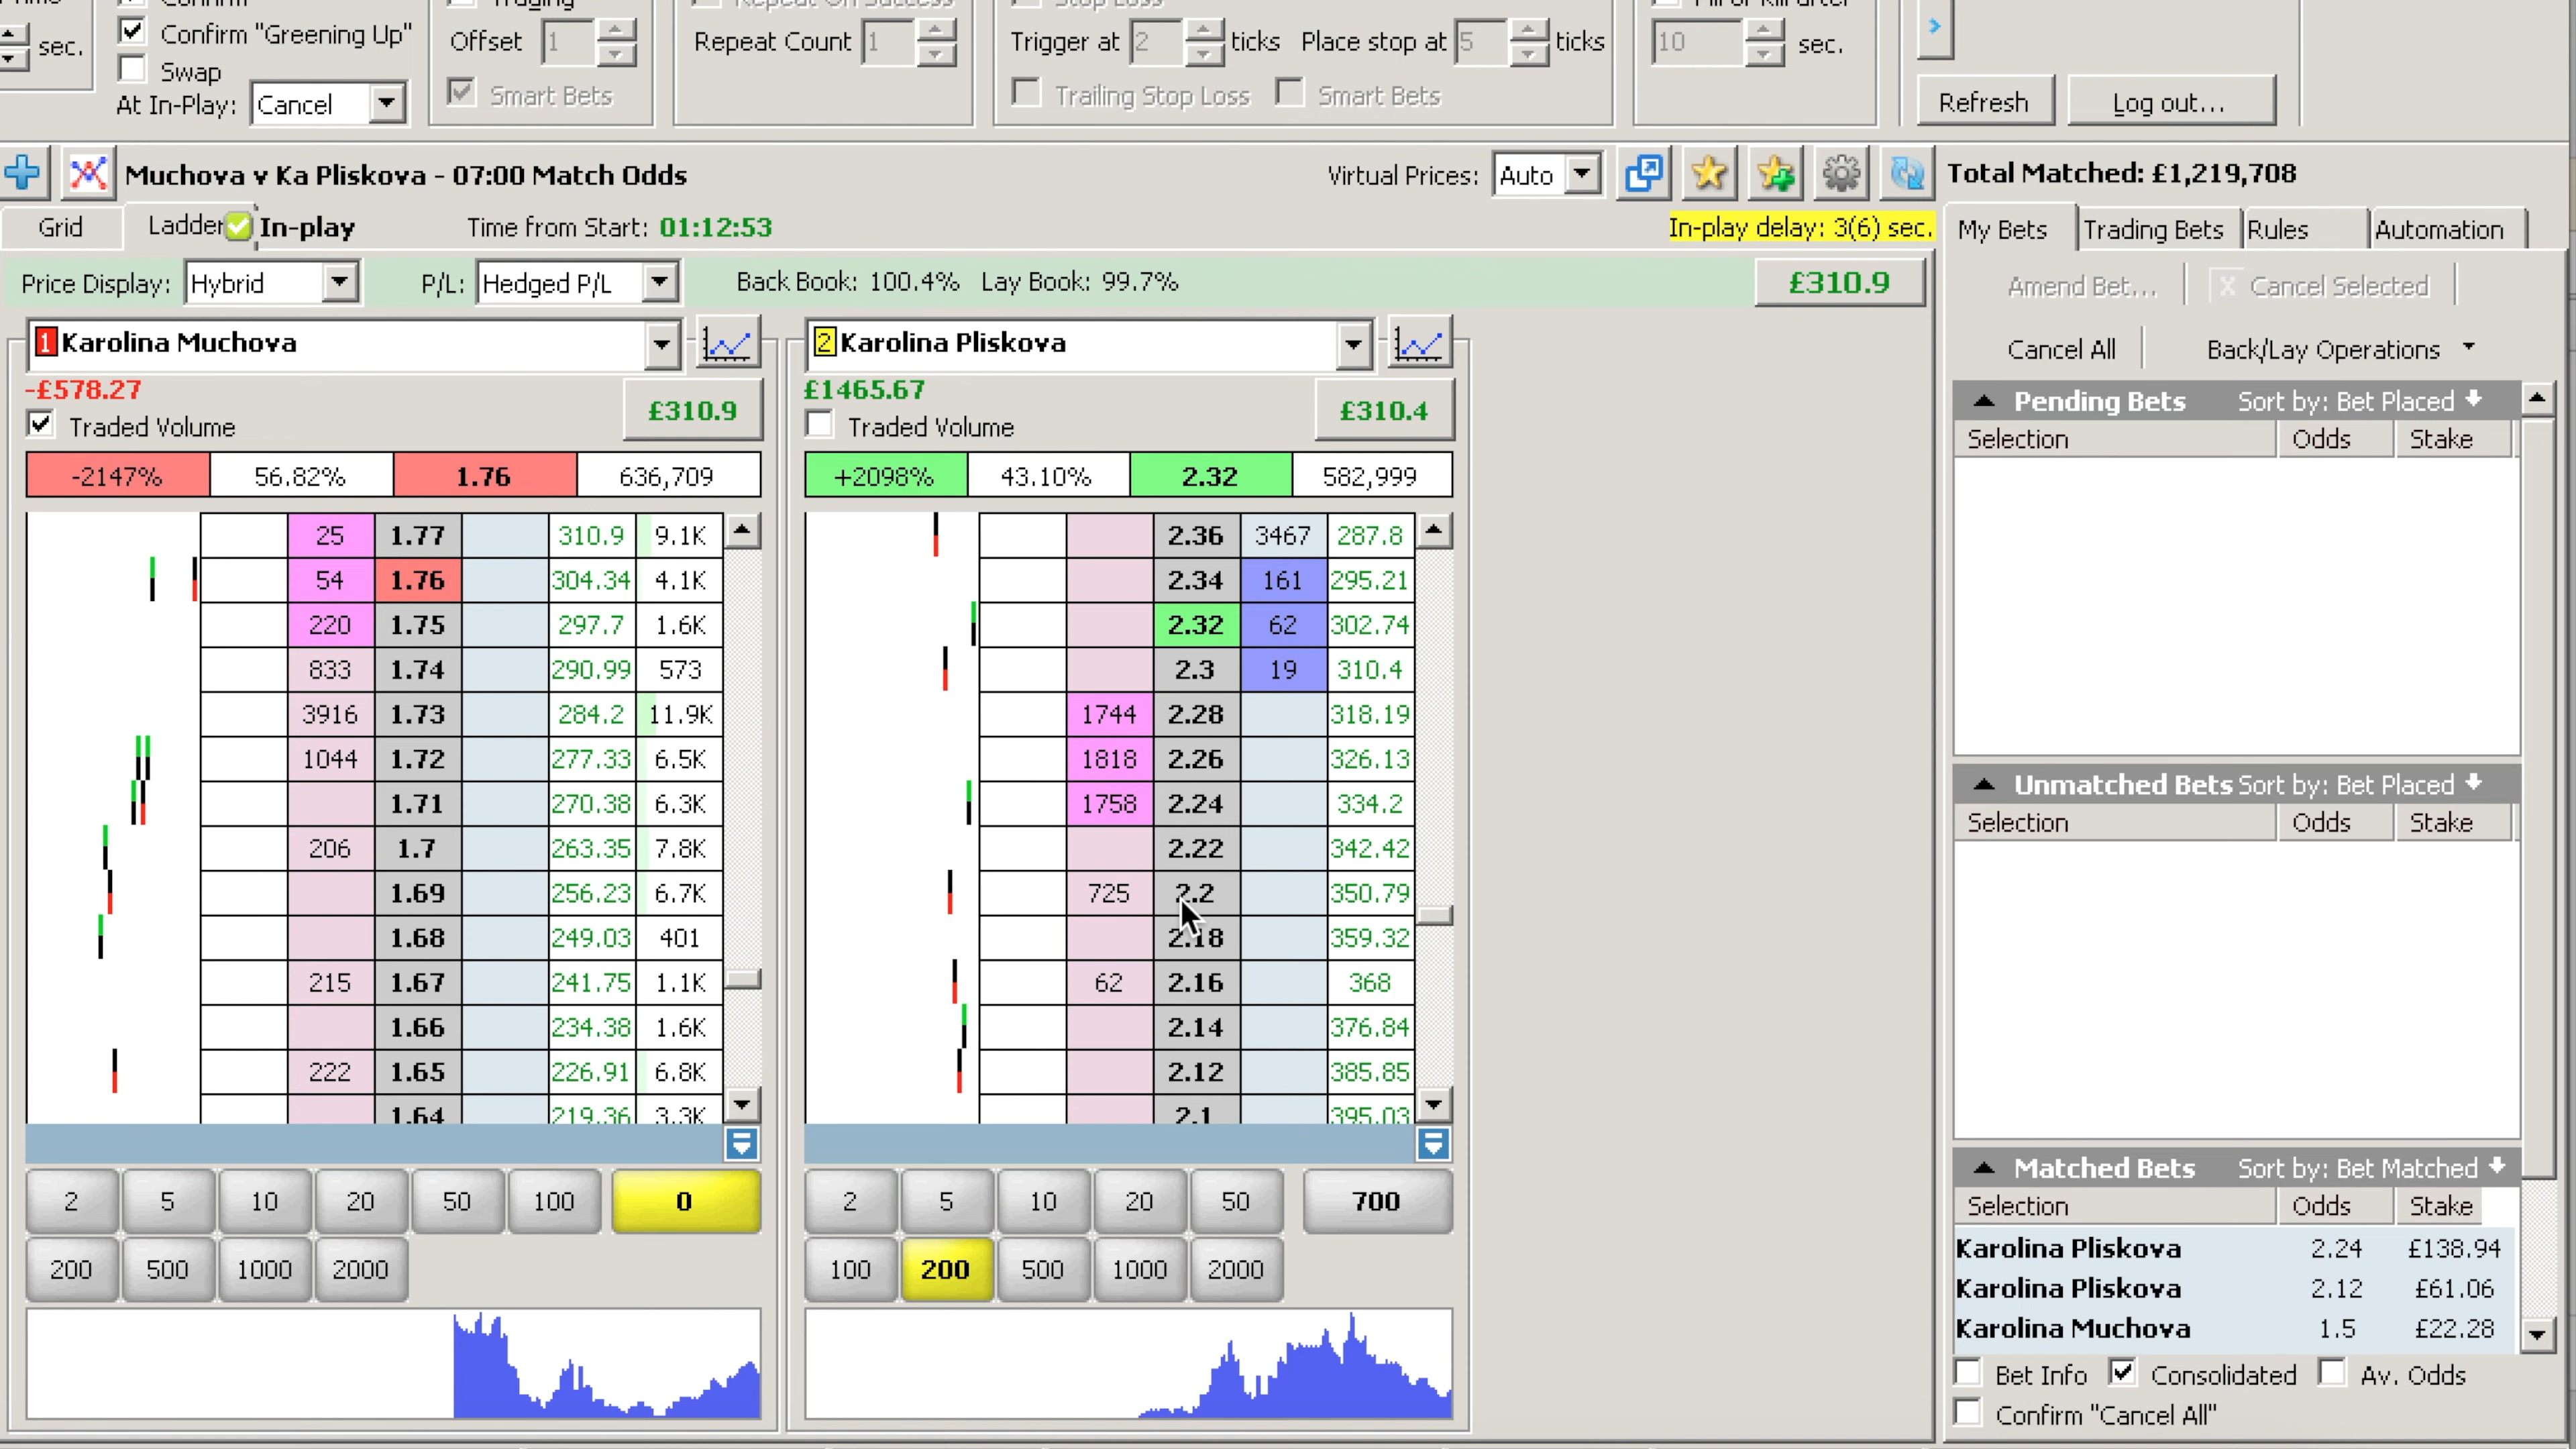 sec.
Confirm "Greening Up"
Swap
At In-Play: Cancel
Offset 1
Smart Bets
Repeat On Success
Repeat Count 1
Stop Loss
Trigger at 2 ticks Place stop at 5 ticks
Trailing Stop Loss Smart Bets
10 sec.
Refresh Log out...
Muchova v Ka Pliskova - 07:00 Match Odds
Virtual Prices: Auto
Total Matched: £1,219,708
Grid Ladder In-play Time from Start: 01:12:53 In-play delay: 3(6) sec.
My Bets Trading Bets Rules Automation
Price Display: Hybrid P/L: Hedged P/L Back Book: 100.4% Lay Book: 99.7% £310.9
Amend Bet... X Cancel Selected
Cancel All Back/Lay Operations
1 Karolina Muchova
-£578.27
Traded Volume £310.9
-2147% 56.82% 1.76 636,709
25 1.77 310.9 9.1K
54 1.76 304.34 4.1K
220 1.75 297.7 1.6K
833 1.74 290.99 573
3916 1.73 284.2 11.9K
1044 1.72 277.33 6.5K
1.71 270.38 6.3K
206 1.7 263.35 7.8K
1.69 256.23 6.7K
1.68 249.03 401
215 1.67 241.75 1.1K
1.66 234.38 1.6K
222 1.65 226.91 6.8K
1.64 219.36 3.3K
2 5 10 20 50 100 0
200 500 1000 2000
2 Karolina Pliskova
£1465.67
Traded Volume £310.4
+2098% 43.10% 2.32 582,999
2.36 3467 287.8
2.34 161 295.21
2.32 62 302.74
2.3 19 310.4
1744 2.28 318.19
1818 2.26 326.13
1758 2.24 334.2
2.22 342.42
725 2.2 350.79
2.18 359.32
62 2.16 368
2.14 376.84
2.12 385.85
2.1 395.03
2 5 10 20 50 700
100 200 500 1000 2000
Pending Bets Sort by: Bet Placed
Selection Odds Stake
Unmatched Bets Sort by: Bet Placed
Selection Odds Stake
Matched Bets Sort by: Bet Matched
Selection Odds Stake
Karolina Pliskova 2.24 £138.94
Karolina Pliskova 2.12 £61.06
Karolina Muchova 1.5 £22.28
Bet Info Consolidated Av. Odds
Confirm "Cancel All"